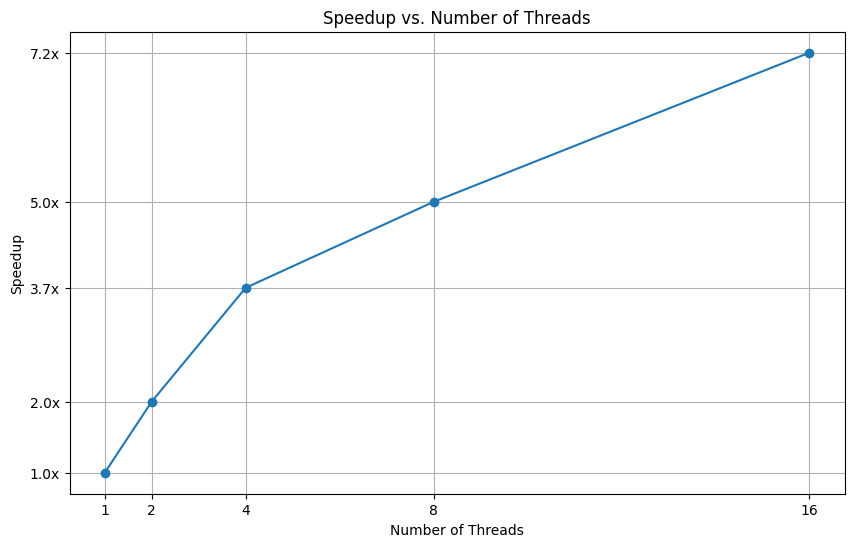 Speedup vs. Number of Threads
7.2x
5.0x
3.7x
2.0x
1.0x
Speedup
1 2 4 8 16
Number of Threads